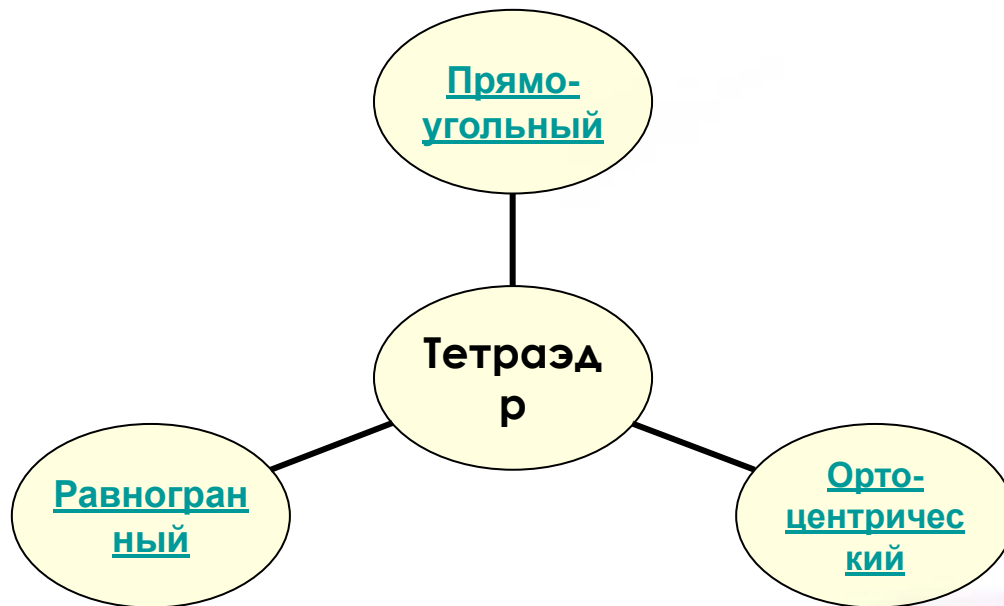 Прямо-
угольный
Тетраэд
р
Равногран
ный
Орто-
центричес
кий